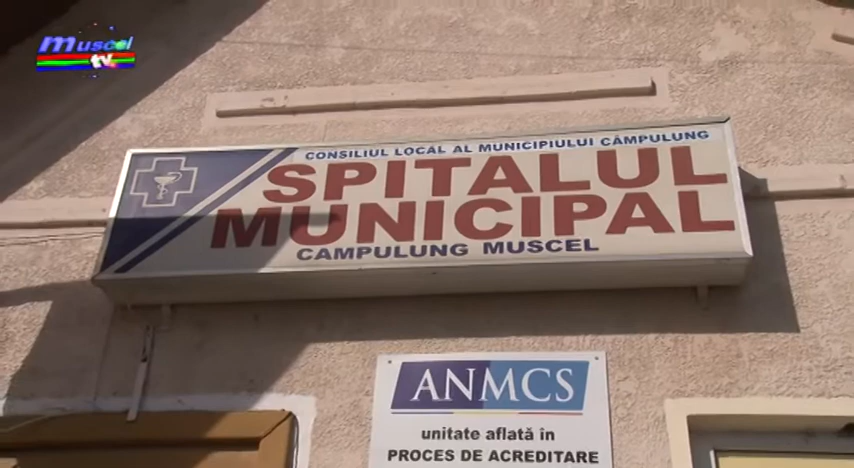 muscel
tv
CONSILIUL LOCAL AL MUNICIPIULUI CÂMPULUNG
SPITALUL
MUNICIPAL
CAMPULUNG MUSCEL
ANMCS
unitate aflată în
PROCES DE ACREDITARE